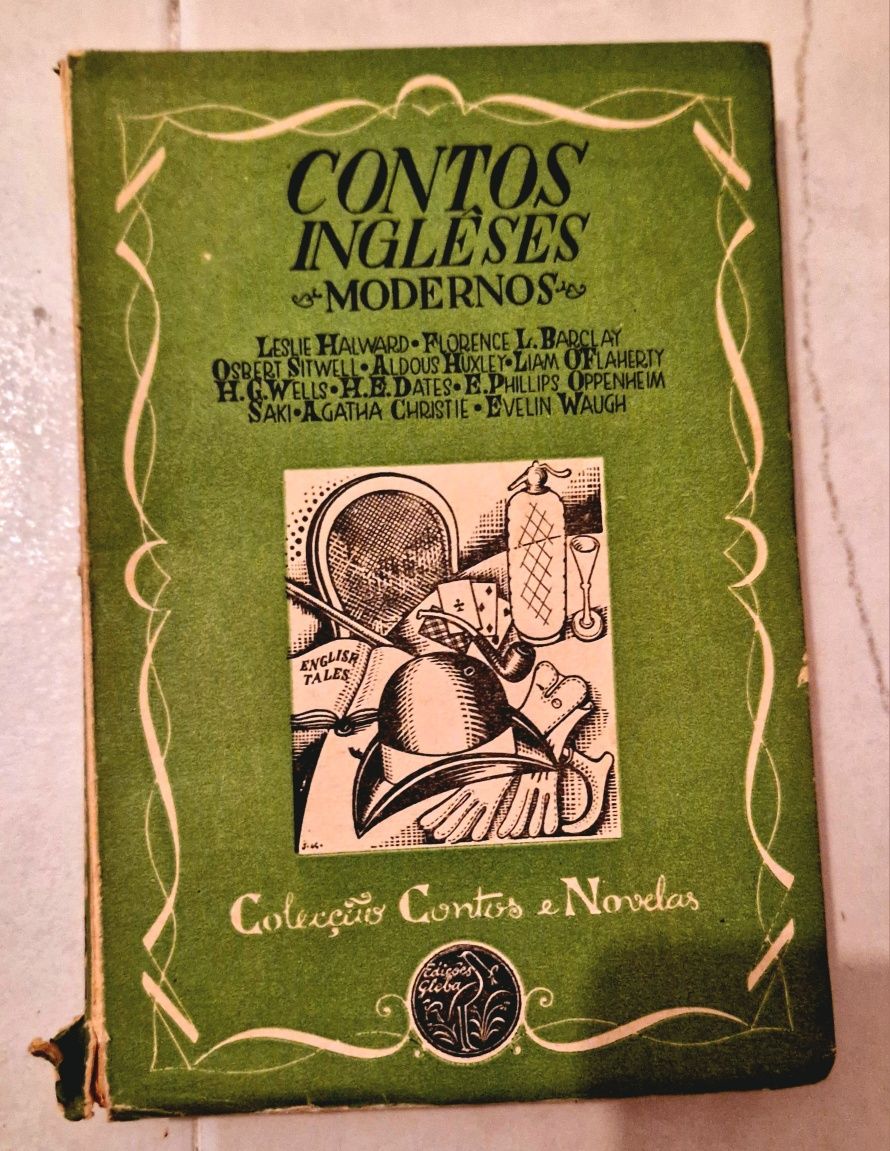 CONTOS
INGLÊSES
MODERNOS
LESLIE HALWARD • FLORENCE L. BARCLAY
OSBERT SITWELL • ALDOUS HUXLEY • LIAM O'FLAHERTY
H.G.WELLS • H.E.DATES • E.PHILLIPS OPPENHEIM
SAKI • AGATHA CHRISTIE • EVELIN WAUGH
ENGLISH
TALES
Colecção Contos e Novelas
Edições
Gleba